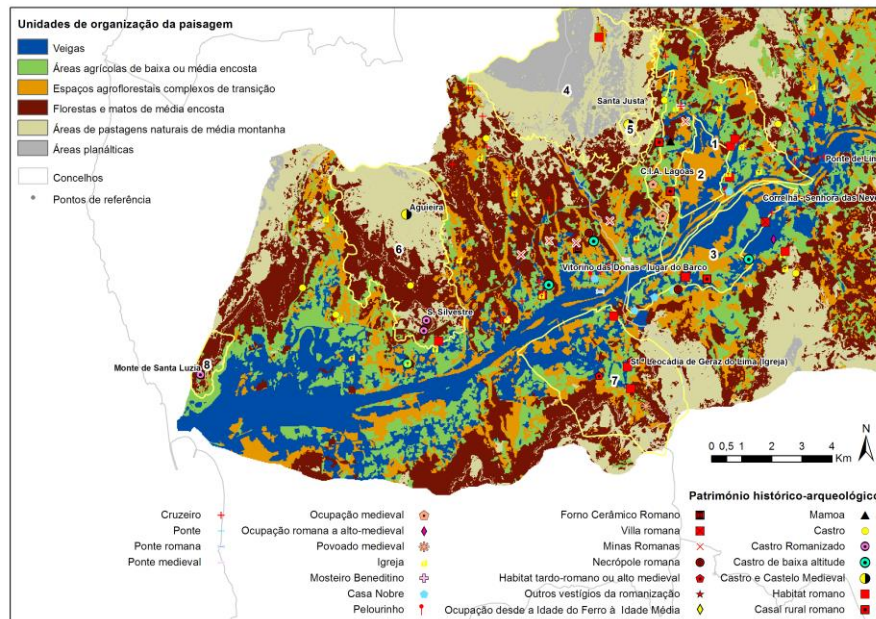 Unidades de organização da paisagem
Veigas
Áreas agrícolas de baixa ou média encosta
Espaços agroflorestais complexos de transição
Florestas e matos de média encosta
Áreas de pastagens naturais de média montanha
Áreas planálticas
Concelhos
Pontos de referência
4
Santa Justa
5
1
Ponte de Lim
C.I.A. Lagoas
2
Correlhã - Senhora das Neve
Aguieira
6
3
Vitorino das Donas - lugar do Barco
S. Silvestre
Monte de Santa Luzia
8
St.ª Leocádia de Geraz do Lima (Igreja)
7
0 0,5 1 2 3 4
Km
N
Património histórico-arqueológico
Cruzeiro
Ponte
Ponte romana
Ponte medieval
Ocupação medieval
Ocupação romana a alto-medieval
Povoado medieval
Igreja
Mosteiro Beneditino
Casa Nobre
Pelourinho
Forno Cerâmico Romano
Villa romana
Minas Romanas
Necrópole romana
Habitat tardo-romano ou alto medieval
Outros vestígios da romanização
Ocupação desde a Idade do Ferro à Idade Média
Mamoa
Castro
Castro Romanizado
Castro de baixa altitude
Castro e Castelo Medieval
Habitat romano
Casal rural romano